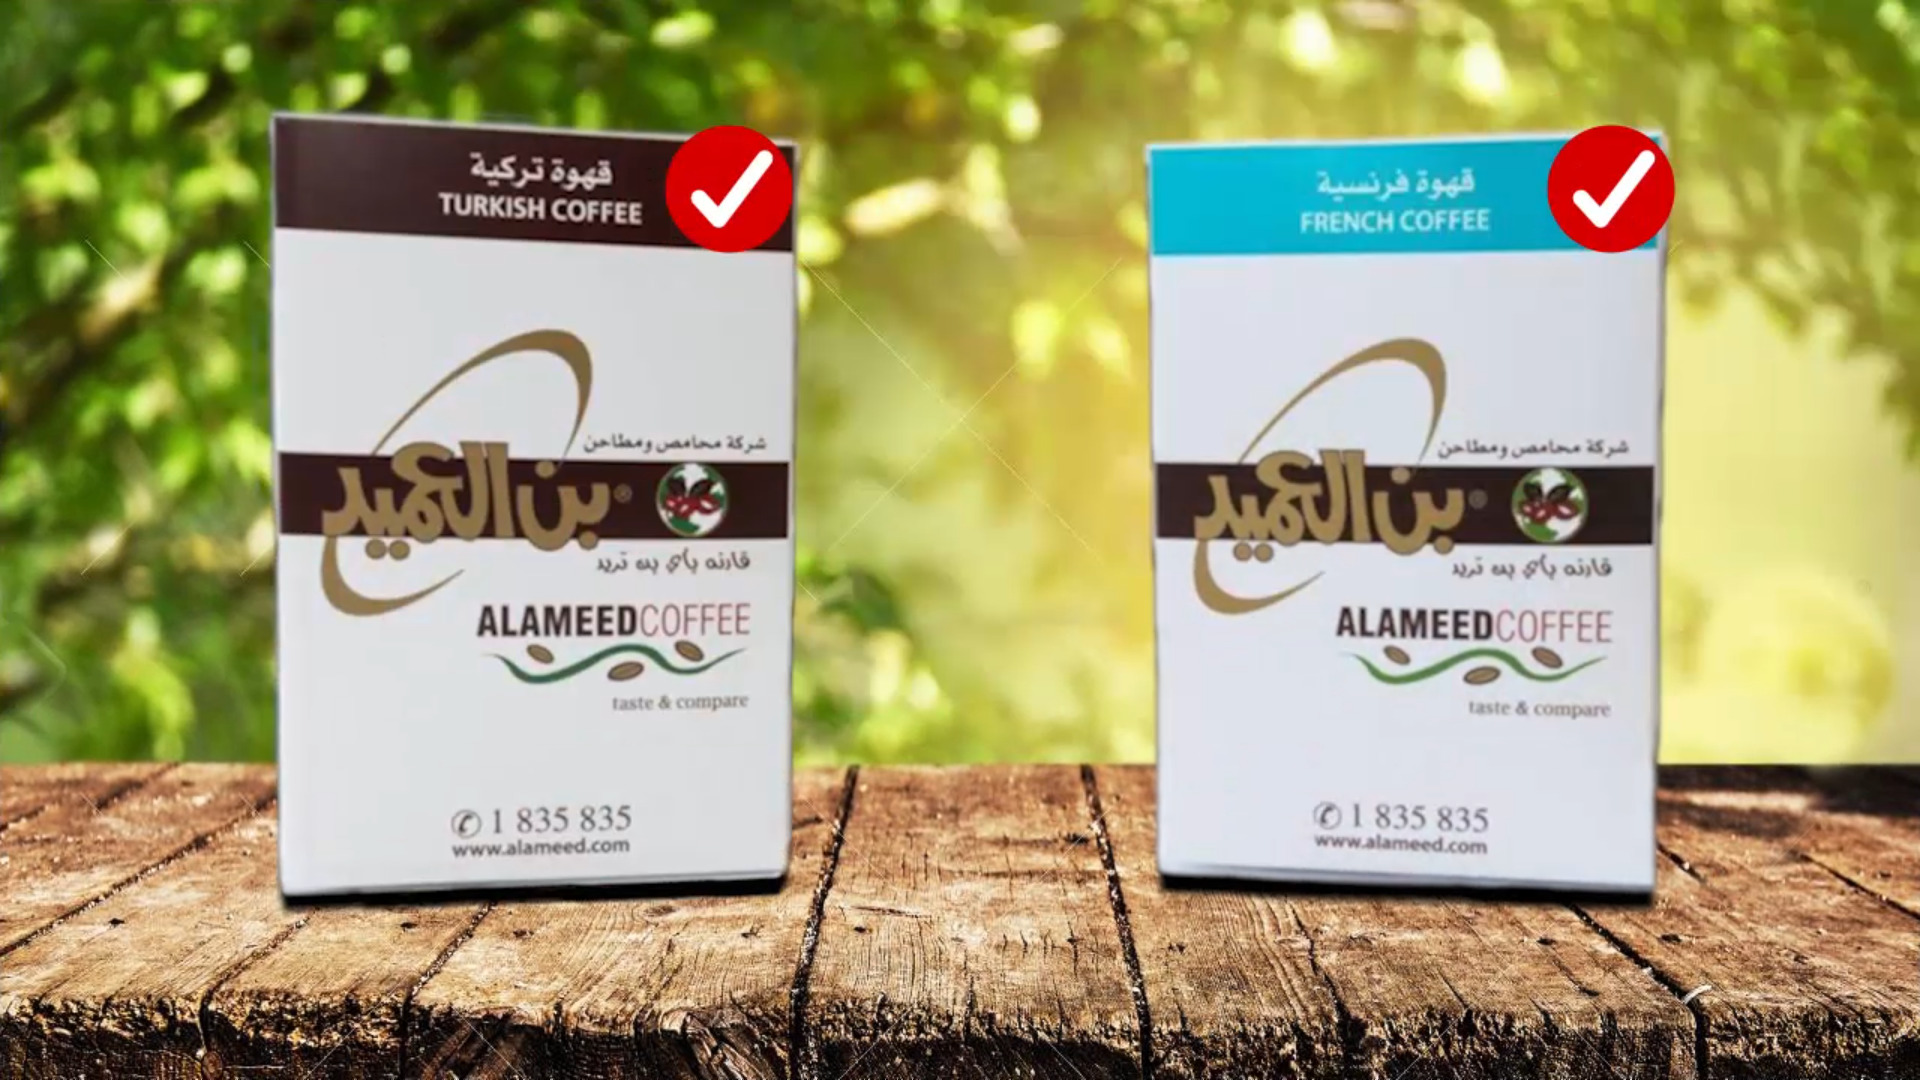 قهوة تركية
TURKISH COFFEE
شركة محامص ومطاحن
بن العميد®
قارنه بأي بن تريد
ALAMEEDCOFFEE
taste & compare
✆ 1 835 835
www.alameed.com
قهوة فرنسية
FRENCH COFFEE
شركة محامص ومطاحن
بن العميد®
قارنه بأي بن تريد
ALAMEEDCOFFEE
taste & compare
✆ 1 835 835
www.alameed.com